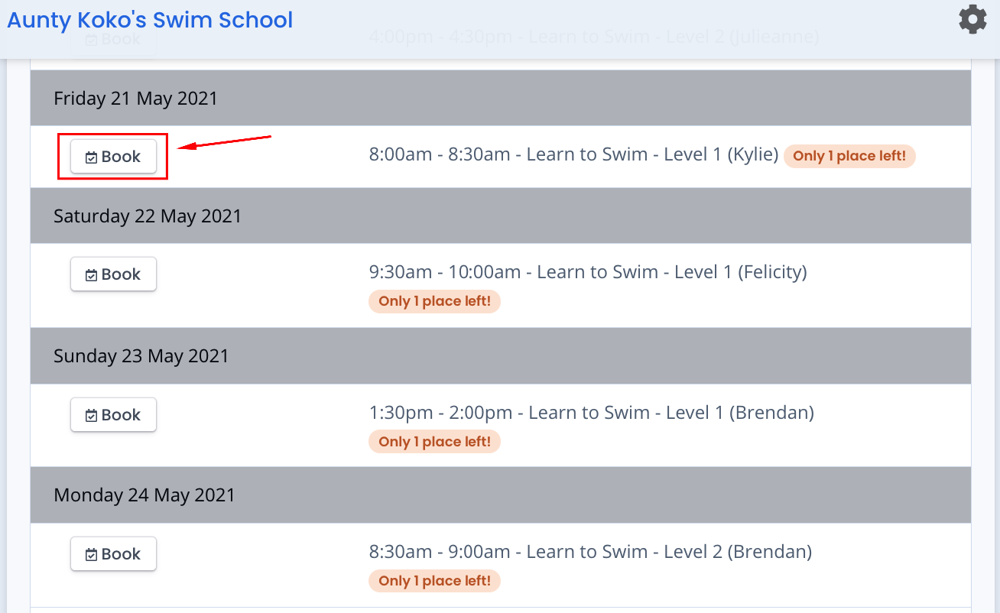 Aunty Koko's Swim School
Book
4:00pm - 4:30pm - Learn to Swim - Level 2 (Julieanne)
Friday 21 May 2021
Book
8:00am - 8:30am - Learn to Swim - Level 1 (Kylie) Only 1 place left!
Saturday 22 May 2021
Book
9:30am - 10:00am - Learn to Swim - Level 1 (Felicity)
Only 1 place left!
Sunday 23 May 2021
Book
1:30pm - 2:00pm - Learn to Swim - Level 1 (Brendan)
Only 1 place left!
Monday 24 May 2021
Book
8:30am - 9:00am - Learn to Swim - Level 2 (Brendan)
Only 1 place left!